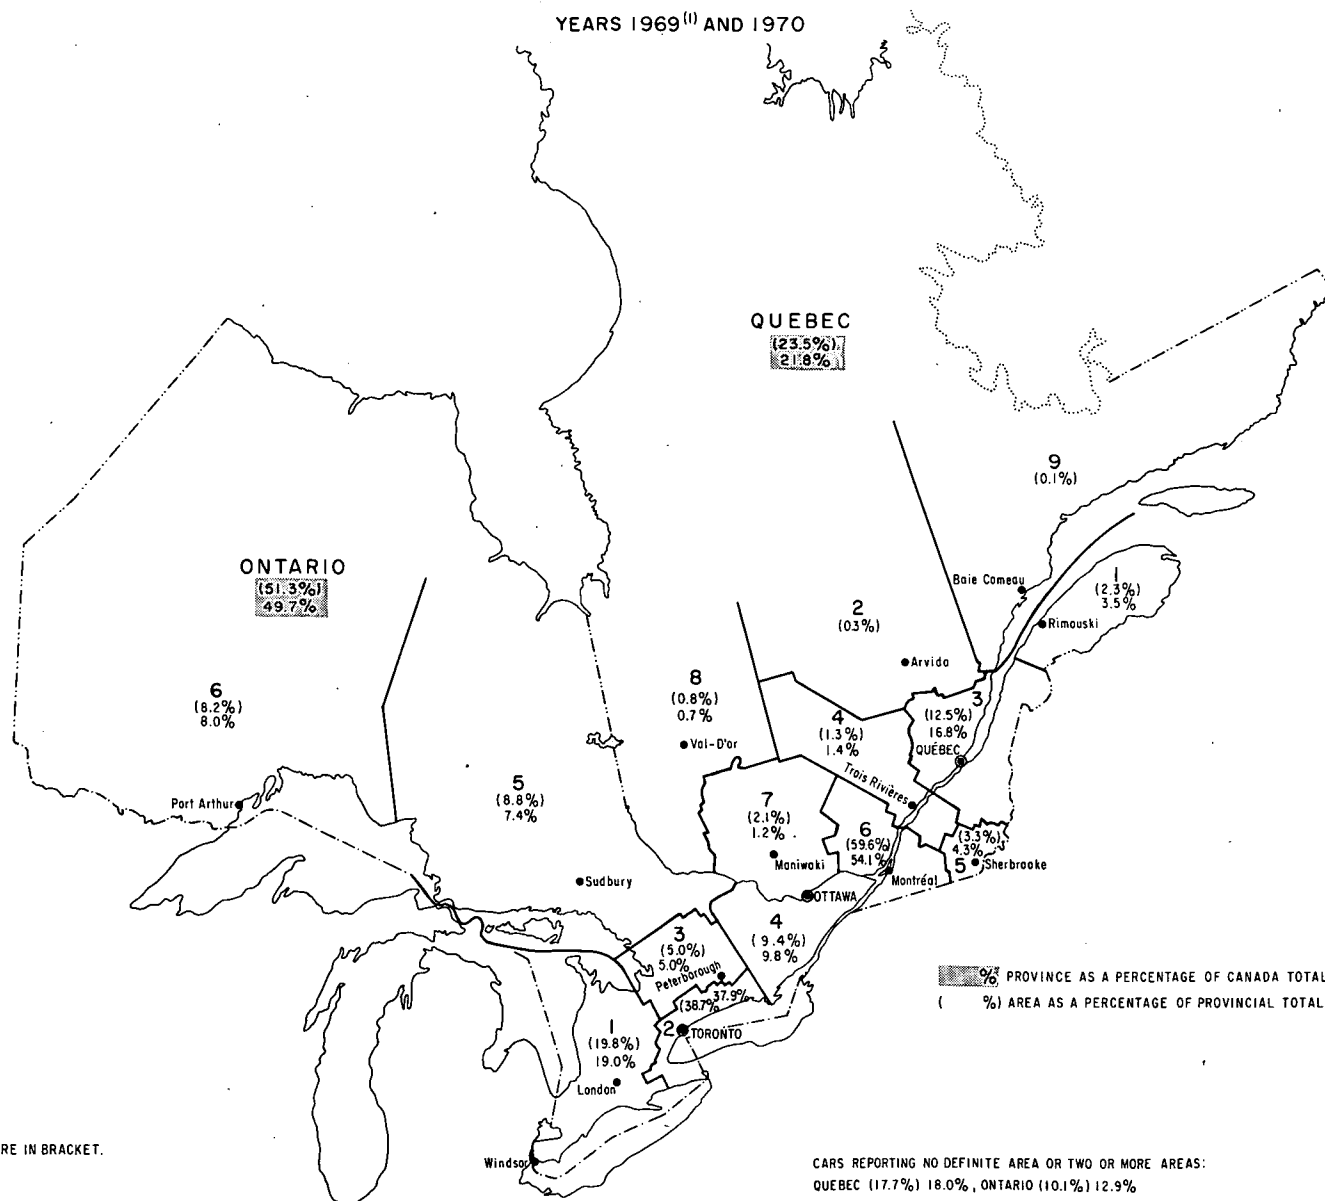 YEARS 1969(1) AND 1970
QUEBEC
(23.5%)
21.8%
9
(0.1%)
ONTARIO
(51.3%)
49.7%
Baie Comeau
1
(2.3%)
3.5%
Rimouski
2
(0.3%)
Arvida
6
(8.2%)
8.0%
8
(0.8%)
0.7%
Val-D'or
3
(12.5%)
16.8%
QUÉBEC
4
(1.3%)
1.4%
Trois Rivières
Port Arthur
5
(8.8%)
7.4%
7
(2.1%)
1.2%
Maniwaki
6
(59.6%)
54.1%
Montréal
(3.3%)
4.3%
5
Sherbrooke
Sudbury
OTTAWA
4
(9.4%)
9.8%
3
(5.0%)
5.0%
Peterborough
37.9%
(38.7%
2
TORONTO
1
(19.8%)
19.0%
London
Windsor
% PROVINCE AS A PERCENTAGE OF CANADA TOTAL
( %) AREA AS A PERCENTAGE OF PROVINCIAL TOTAL
RE IN BRACKET.
CARS REPORTING NO DEFINITE AREA OR TWO OR MORE AREAS:
QUEBEC (17.7%) 18.0%, ONTARIO (10.1%) 12.9%